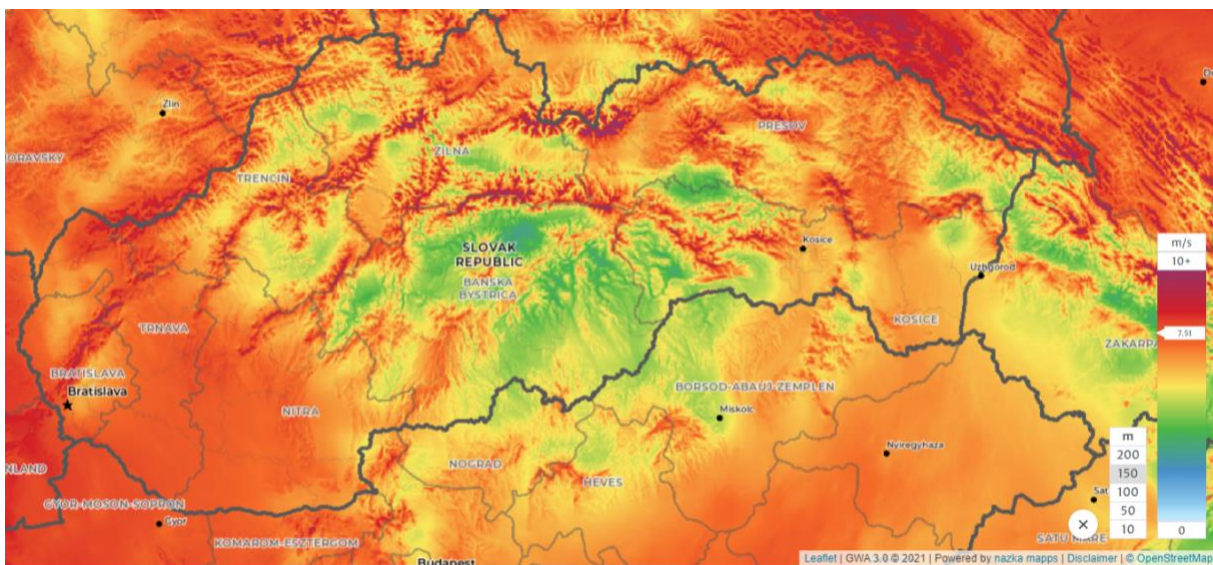 Zlin
MORAVSKY
PRESOV
ZILNA
TRENCIN
m/s
10+
SLOVAK
REPUBLIC
Kosice
Uzhgorod
BANSKA
BYSTRICA
KOSICE
TRNAVA
7.51
ZAKARPA
BRATISLAVA
Bratislava
BORSOD-ABAUJ-ZEMPLEN
NITRA
Miskolc
m
Nyiregyhaza
200
NOGRAD
150
NLAND
HEVES
100
Sat
GYOR-MOSON-SOPRON
50
Gyor
10
0
KOMAROM-ESZTERGOM
SATU MARE
Budapest
Leaflet | GWA 3.0 © 2021 | Powered by nazka mapps | Disclaimer | © OpenStreetMap